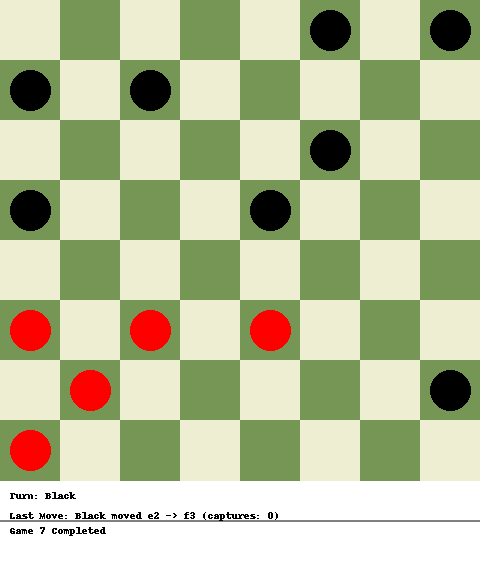 Turn: Black
Last Move: Black moved e2 -> f3 (captures: 0)
Game 7 Completed